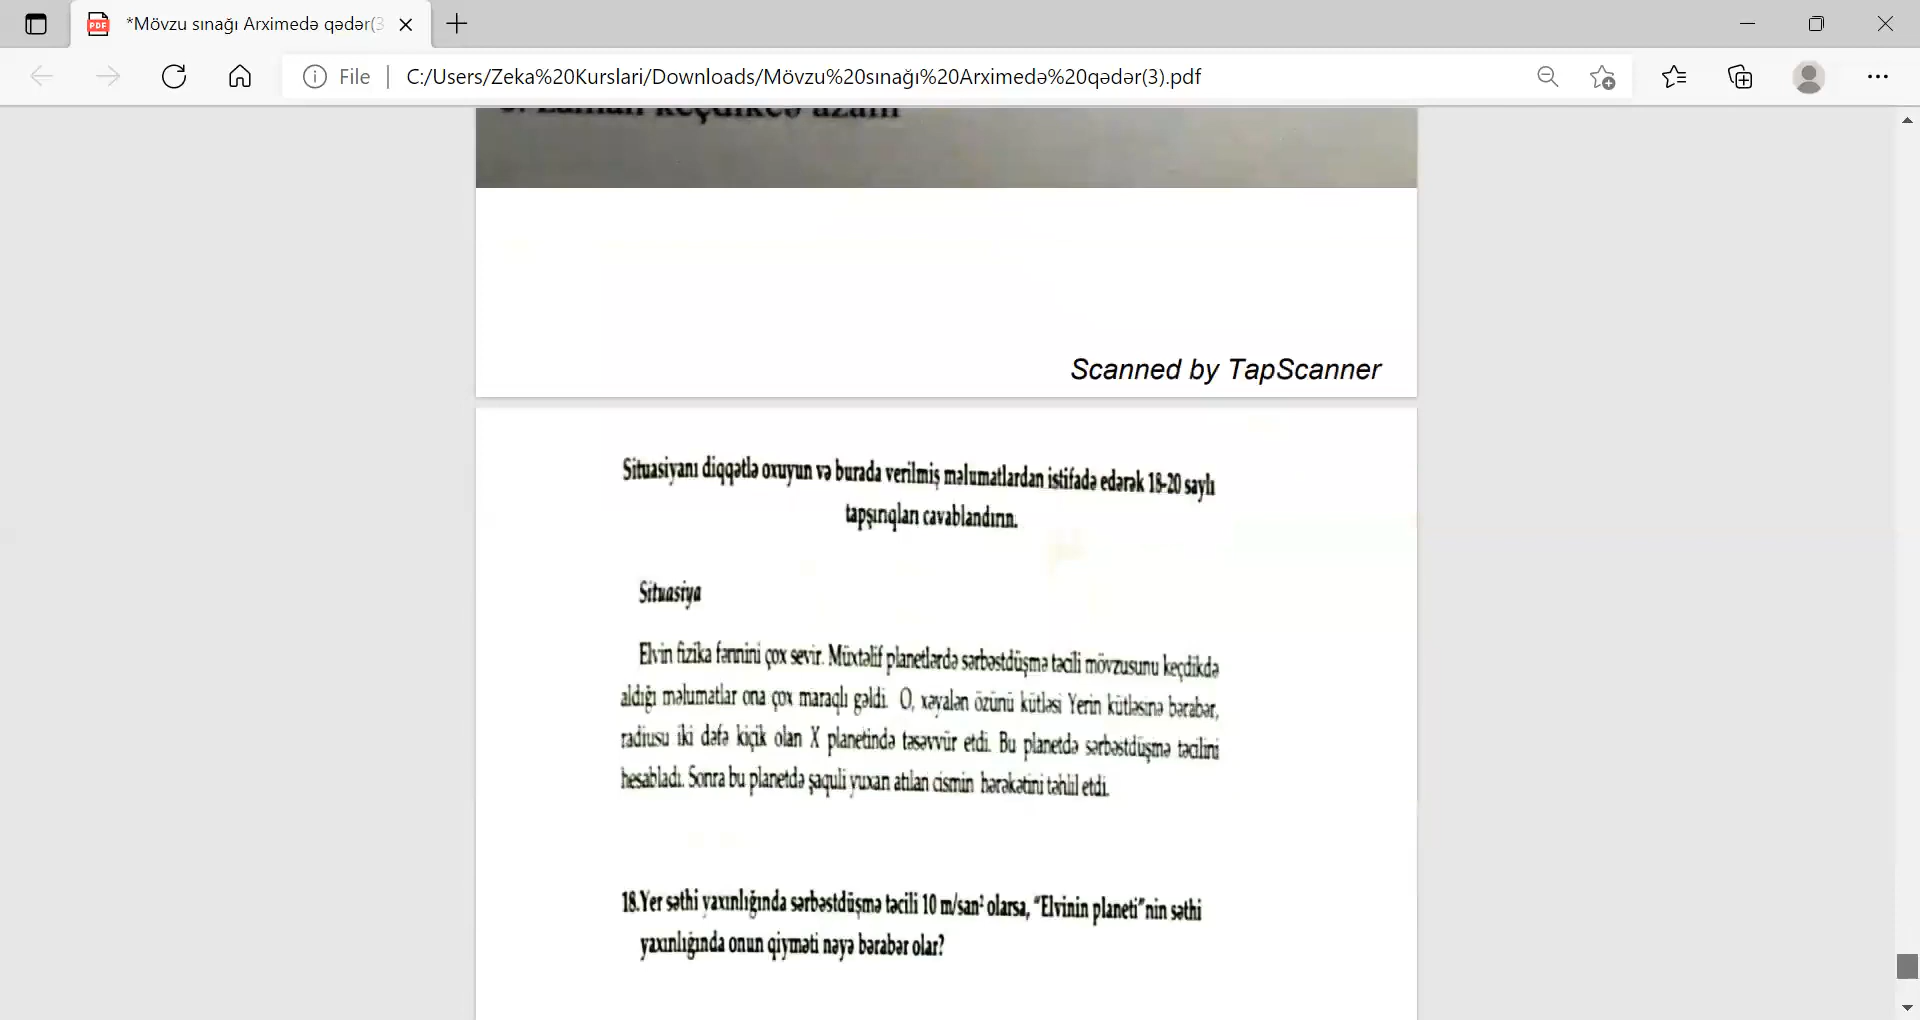 *Mövzu sınağı Arximedə qədər(3
File
C:/Users/Zeka%20Kurslari/Downloads/Mövzu%20sınağı%20Arximedə%20qədər(3).pdf
zaman keçdikcə azalır
Scanned by TapScanner
Situasiyanı diqqətlə oxuyun və burada verilmiş məlumatlardan istifadə edərək 18-20 saylı
tapşırıqları cavablandırın.
Situasiya
Elvin fizika fənnini çox sevir. Müxtəlif planetlərdə sərbəstdüşmə təcili mövzusunu keçdikdə
aldığı məlumatlar ona çox maraqlı gəldi. O, xəyalən özünü kütləsi Yerin kütləsinə bərabər,
radiusu iki dəfə kiçik olan X planetində təsəvvür etdi. Bu planetdə sərbəstdüşmə təcilini
hesabladı. Sonra bu planetdə şaquli yuxarı atılan cismin hərəkətini təhlil etdi.
18.Yer səthi yaxınlığında sərbəstdüşmə təcili 10 m/san² olarsa, "Elvinin planeti"nin səthi
yaxınlığında onun qiyməti nəyə bərabər olar?